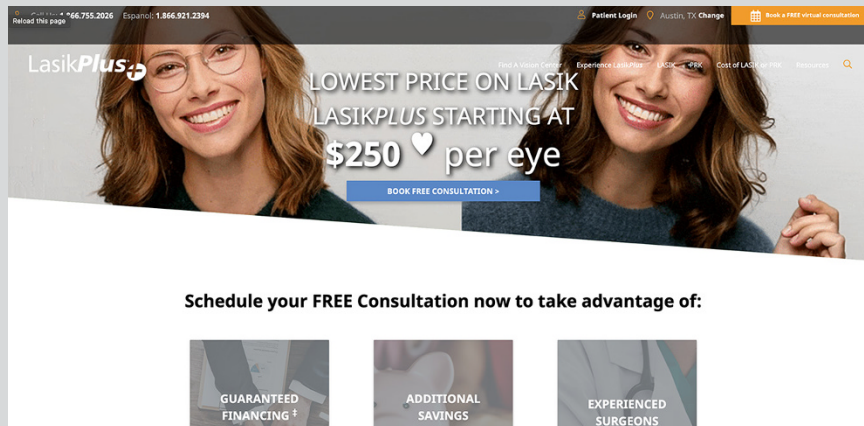 Reload this page
1.866.755.2026 Espanol: 1.866.921.2394
Patient Login Austin, TX Change Book a FREE virtual consultation
LasikPlus
Find A Vision Center Experience LasikPlus LASIK PRK Cost of LASIK or PRK Resources
LOWEST PRICE ON LASIK
LASIKPLUS STARTING AT
$250 ♥ per eye
BOOK FREE CONSULTATION >
Schedule your FREE Consultation now to take advantage of:
GUARANTEED
FINANCING ‡
ADDITIONAL
SAVINGS
EXPERIENCED
SURGEONS